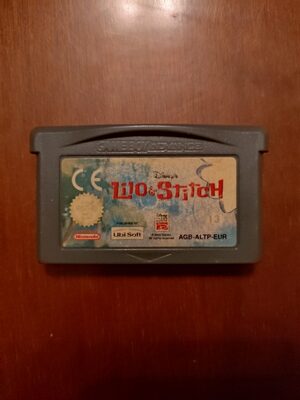 GAME BOY ADVANCE
CE
Disney's
LILO & STITCH
Nintendo
Ubi Soft
AGB-ALTP-EUR